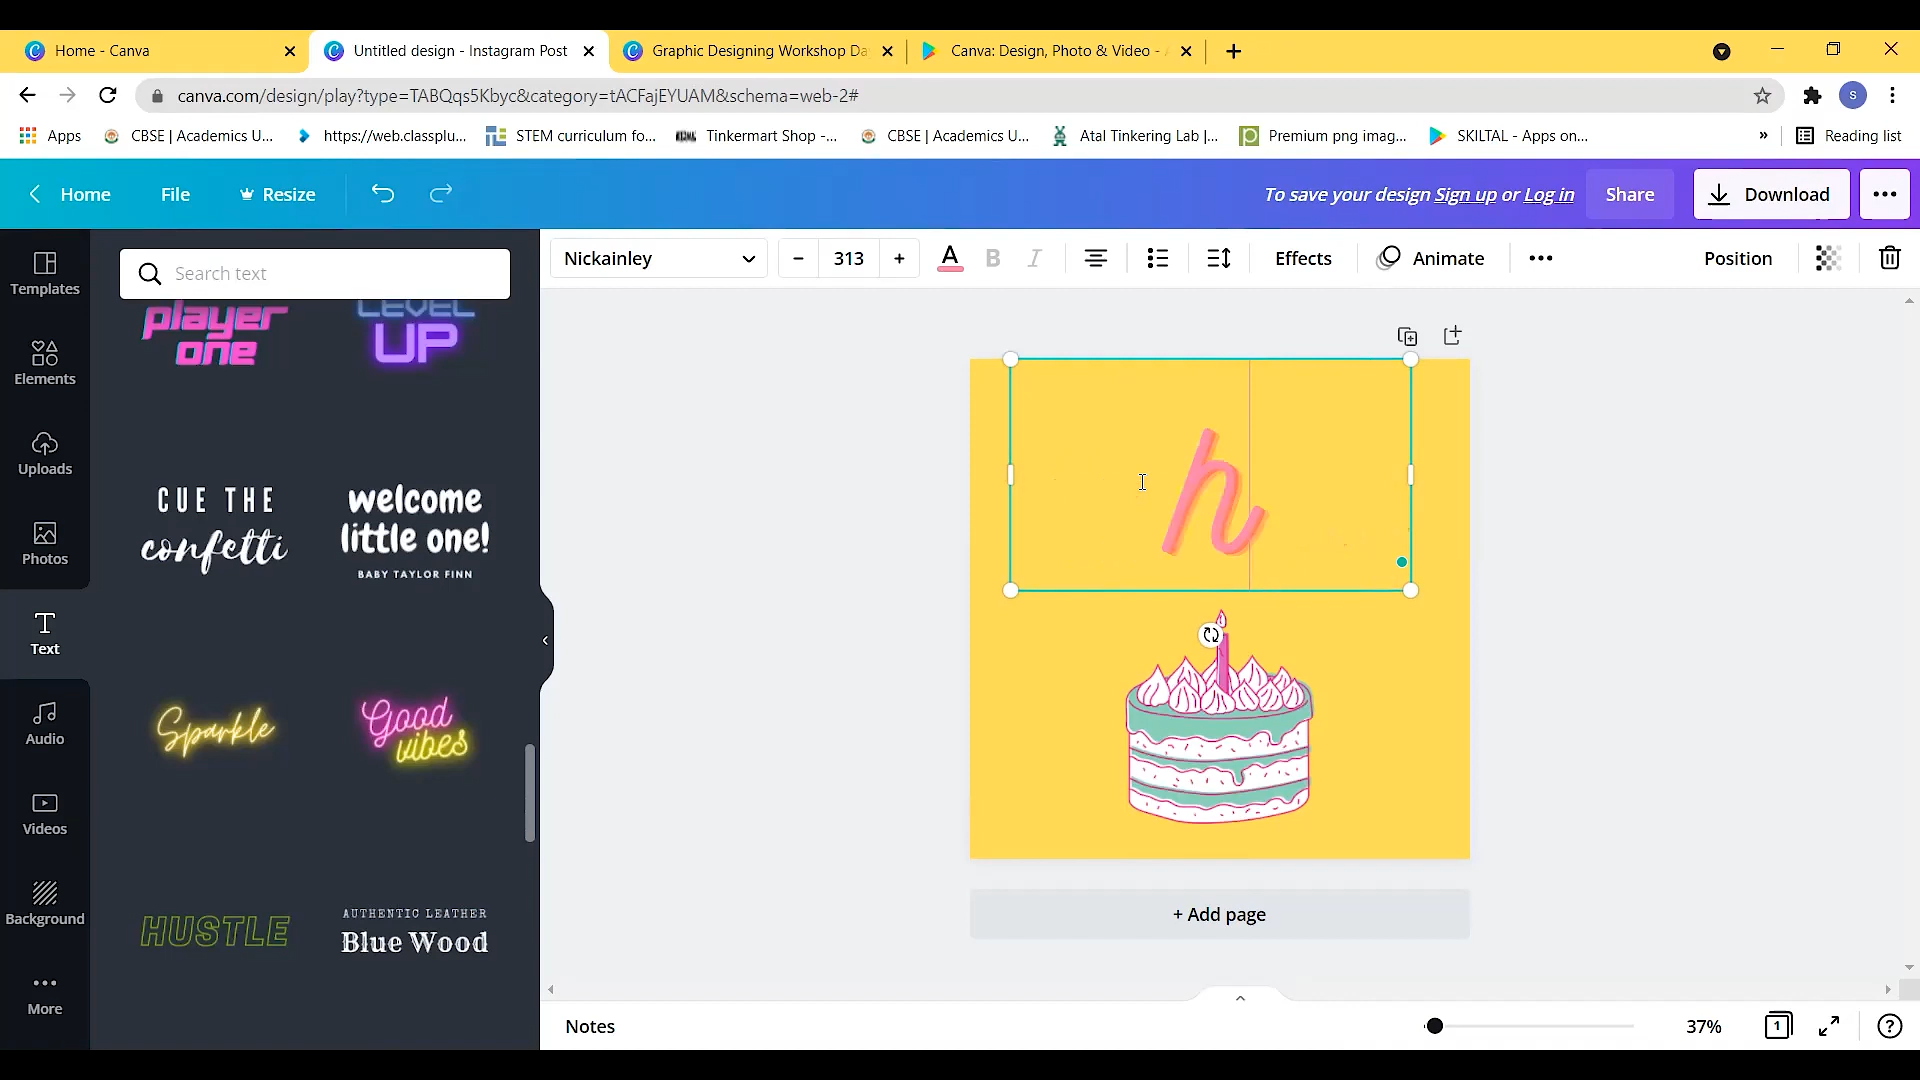 Home - Canva
Untitled design - Instagram Post
Graphic Designing Workshop Da
Canva: Design, Photo & Video -
canva.com/design/play?type=TABQqs5Kbyc&category=tACFajEYUAM&schema=web-2#
S
Apps
CBSE | Academics U...
https://web.classplu...
STEM curriculum fo...
Tinkermart Shop -...
CBSE | Academics U...
Atal Tinkering Lab |...
Premium png imag...
SKILTAL - Apps on...
»
Reading list
Home
File
Resize
To save your design Sign up or Log in
Share
Download
Templates
Elements
Uploads
Photos
Text
Audio
Videos
Background
More
Search text
player
one
LEVEL
UP
CUE THE
confetti
welcome
little one!
BABY TAYLOR FINN
Sparkle
Good
vibes
HUSTLE
AUTHENTIC LEATHER
Blue Wood
Nickainley
313
A
B
I
Effects
Animate
Position
h
+ Add page
Notes
37%
1
?